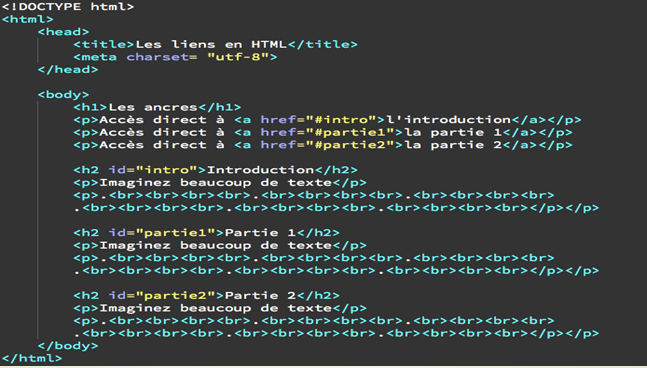 <!DOCTYPE html>
<html>
<head>
<title>Les liens en HTML</title>
<meta charset= "utf-8">
</head>
<body>
<h1>Les ancres</h1>
<p>Accès direct à <a href="#intro">l'introduction</a></p>
<p>Accès direct à <a href="#partie1">la partie 1</a></p>
<p>Accès direct à <a href="#partie2">la partie 2</a></p>
<h2 id="intro">Introduction</h2>
<p>Imaginez beaucoup de texte</p>
<p>.<br><br><br><br>.<br><br><br><br>.<br><br><br><br>
.<br><br><br><br>.<br><br><br><br>.<br><br><br><br></p></p>
<h2 id="partie1">Partie 1</h2>
<p>Imaginez beaucoup de texte</p>
<p>.<br><br><br><br>.<br><br><br><br>.<br><br><br><br>
.<br><br><br><br>.<br><br><br><br>.<br><br><br><br></p></p>
<h2 id="partie2">Partie 2</h2>
<p>Imaginez beaucoup de texte</p>
<p>.<br><br><br><br>.<br><br><br><br>.<br><br><br><br>
.<br><br><br><br>.<br><br><br><br>.<br><br><br><br></p></p>
</body>
</html>